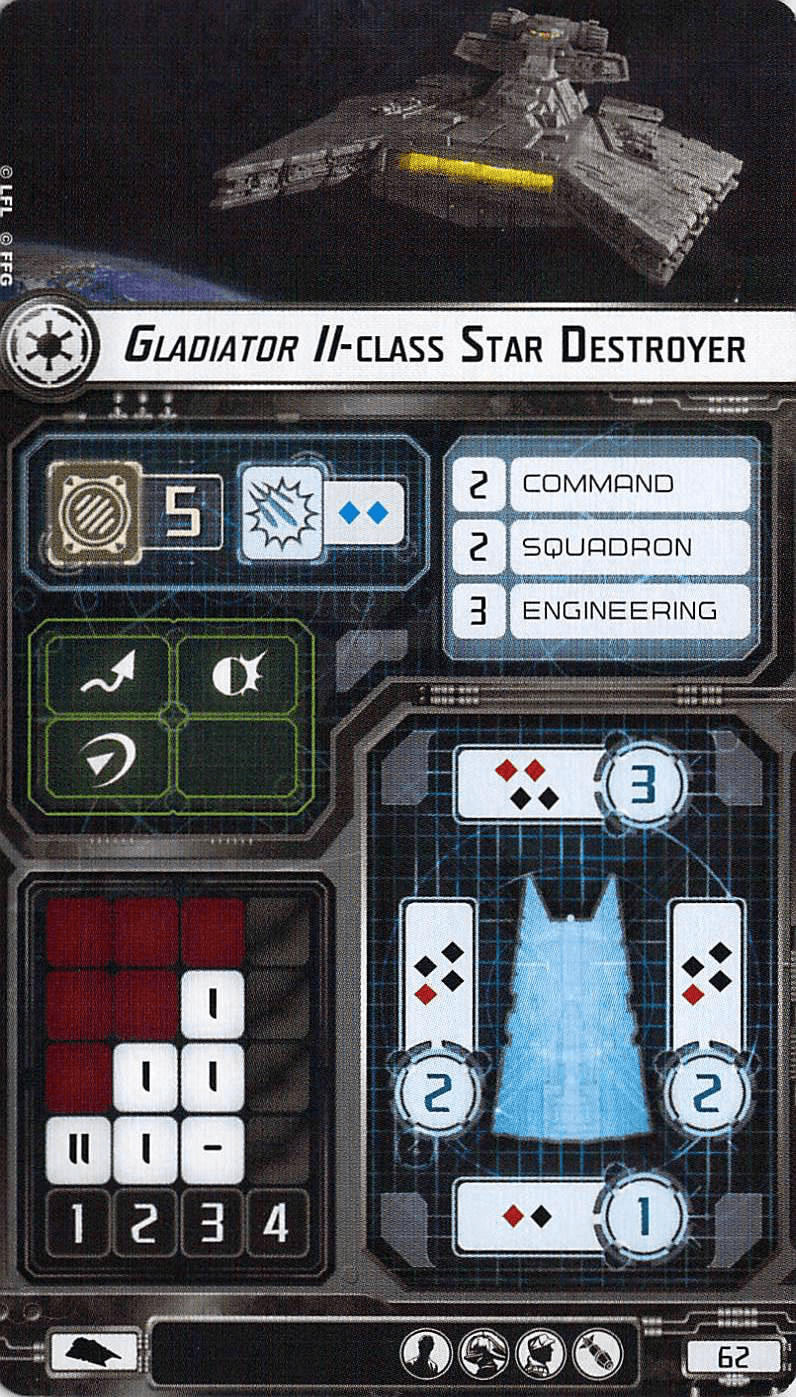 © LFL © FFG
GLADIATOR II-CLASS STAR DESTROYER
5
2 COMMAND
2 SQUADRON
3 ENGINEERING
3
2 2
1
I
I I
II I -
1 2 3 4
62